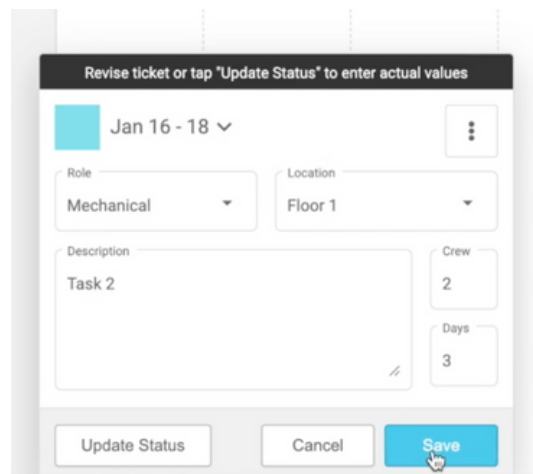 Revise ticket or tap "Update Status" to enter actual values
Jan 16 - 18
Role
Mechanical
Location
Floor 1
Description
Task 2
Crew
2
Days
3
Update Status
Cancel
Save